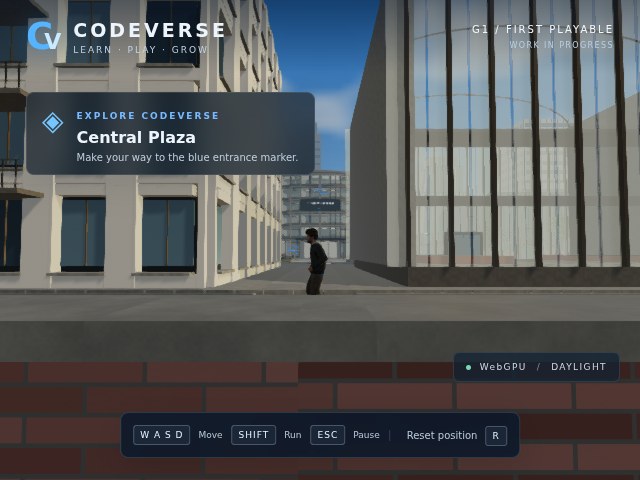 Cv CODEVERSE
LEARN · PLAY · GROW
G1 / FIRST PLAYABLE
WORK IN PROGRESS
EXPLORE CODEVERSE
Central Plaza
Make your way to the blue entrance marker.
WebGPU / DAYLIGHT
W A S D Move SHIFT Run ESC Pause | Reset position R